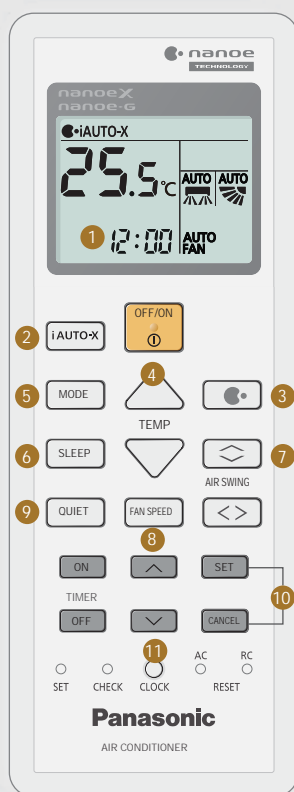 nanoe
TECHNOLOGY
nanoeX
nanoe-G
iAUTO-X
25.5°C
AUTO AUTO
1 12:00 AUTO FAN
OFF/ON
2 iAUTO-X
4
5 MODE
3
TEMP
6 SLEEP
7
AIR SWING
9 QUIET
FAN SPEED
< >
8
ON
SET
TIMER
10
OFF
CANCEL
11
AC RC
SET CHECK CLOCK RESET
Panasonic
AIR CONDITIONER